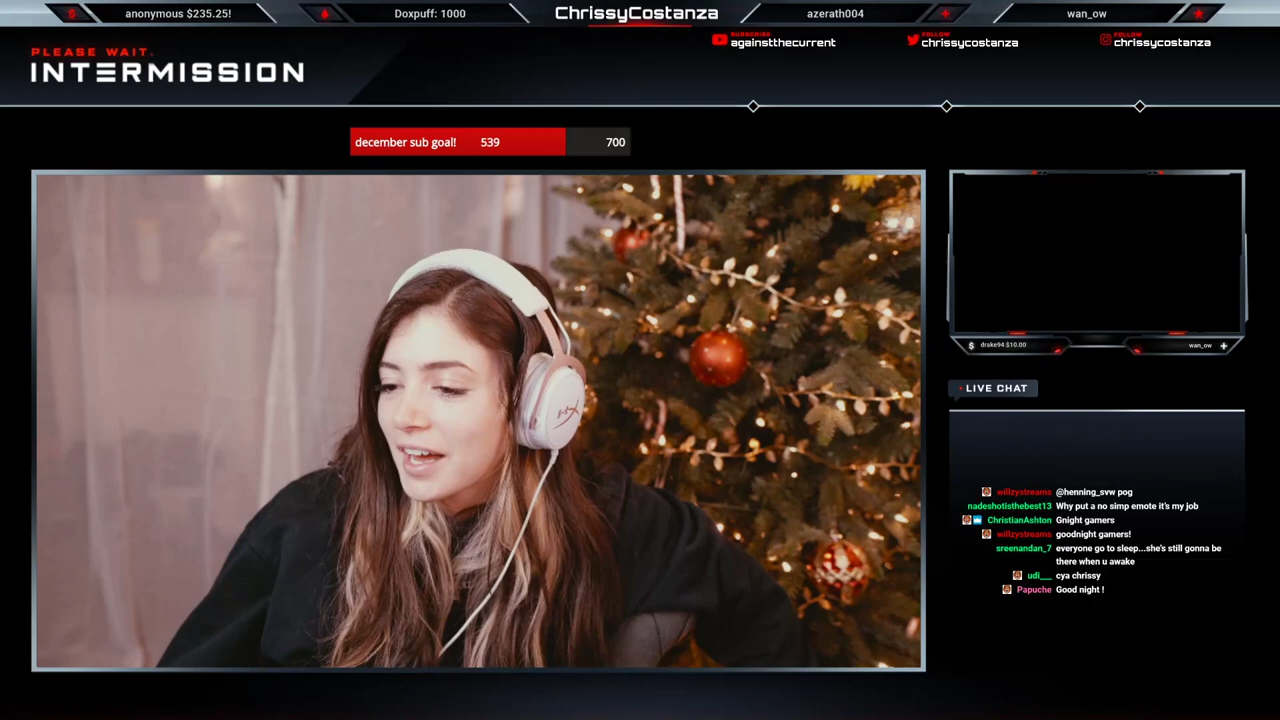 anonymous $235.25!
Doxpuff: 1000
ChrissyCostanza
azerath004
wan_ow
PLEASE WAIT.
INTERMISSION
SUBSCRIBE
againstthecurrent
FOLLOW
chrissycostanza
FOLLOW
chrissycostanza
december sub goal! 539 700
drake94 $10.00
wan_ow
LIVE CHAT
willzystreams @henning_svw pog
nadeshotisthebest13 Why put a no simp emote it's my job
ChristianAshton Gnight gamers
willzystreams goodnight gamers!
sreenandan_7 everyone go to sleep...she's still gonna be
there when u awake
udi___ cya chrissy
Papuche Good night !